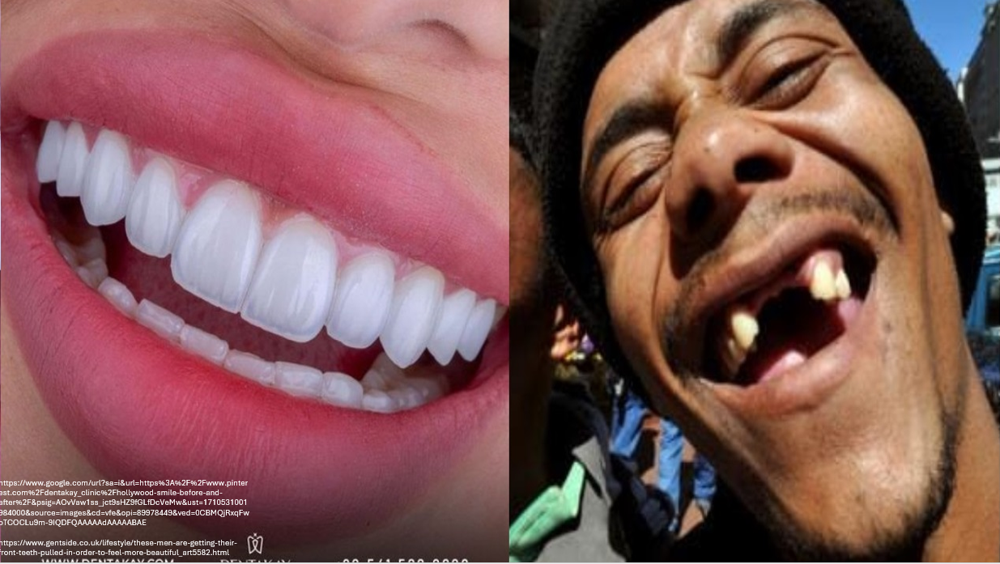 https://www.google.com/url?sa=i&url=https%3A%2F%2Fwww.pinter
est.com%2Fdentakay_clinic%2Fhollywood-smile-before-and-
after%2F&psig=AOvVaw1ss_jct9sHZ9fGLfDcVeMw&ust=1710531001
984000&source=images&cd=vfe&opi=89978449&ved=0CBMQjRxqFw
oTCOCLu9m-9IQDFQAAAAAdAAAAABAE
https://www.gentside.co.uk/lifestyle/these-men-are-getting-their-
front-teeth-pulled-in-order-to-feel-more-beautiful_art5582.html
WWW.DENTAKAY.COM DENTAKAY